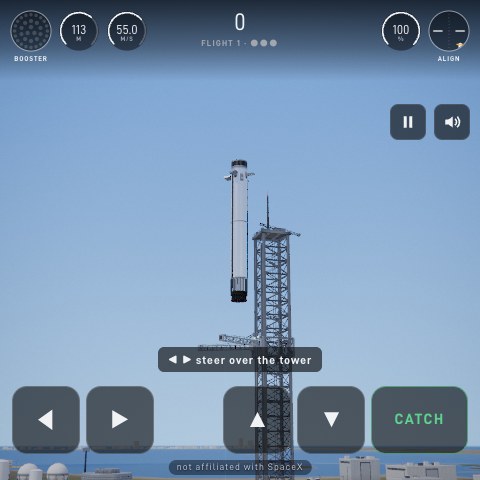 0
113
M
55.0
M/S
100
%
BOOSTER
FLIGHT 1 ·
ALIGN
◀ ▶ steer over the tower
CATCH
not affiliated with SpaceX